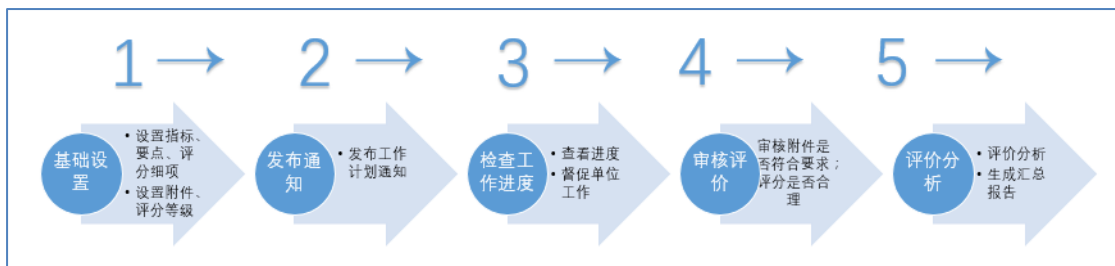 1
2
3
4
5
基础设
置
• 设置指标、
要点、评
分细项
• 设置附件、
评分等级
发布通
知
• 发布工作
计划通知
检查工
作进度
• 查看进度
• 督促单位
工作
审核评
价
审核附件是
否符合要求；
评分是否合
理
评价分
析
• 评价分析
• 生成汇总
报告